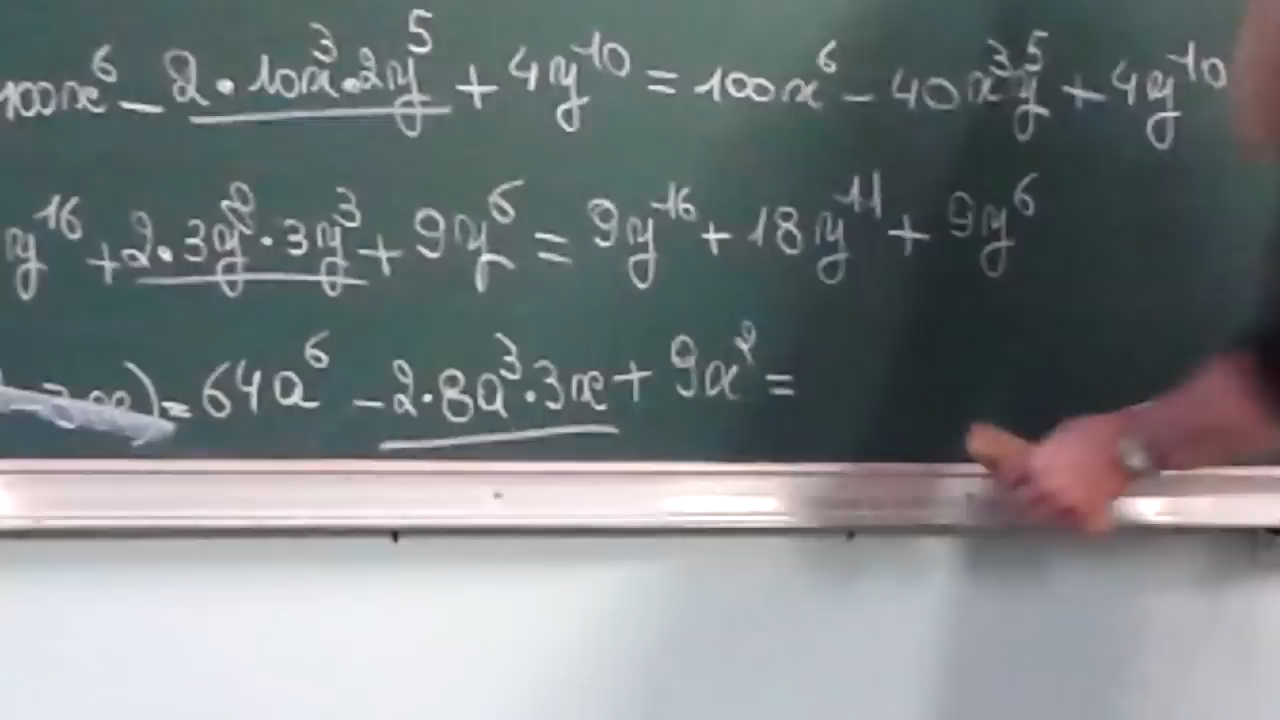 100x⁶ - 2·10x³·2y⁵ + 4y¹⁰ = 100x⁶ - 40x³y⁵ + 4y¹⁰
y¹⁶ + 2·3y⁸·3y³ + 9y⁶ = 9y¹⁶ + 18y¹¹ + 9y⁶
) = 64a⁶ - 2·8a³·3x + 9x² =